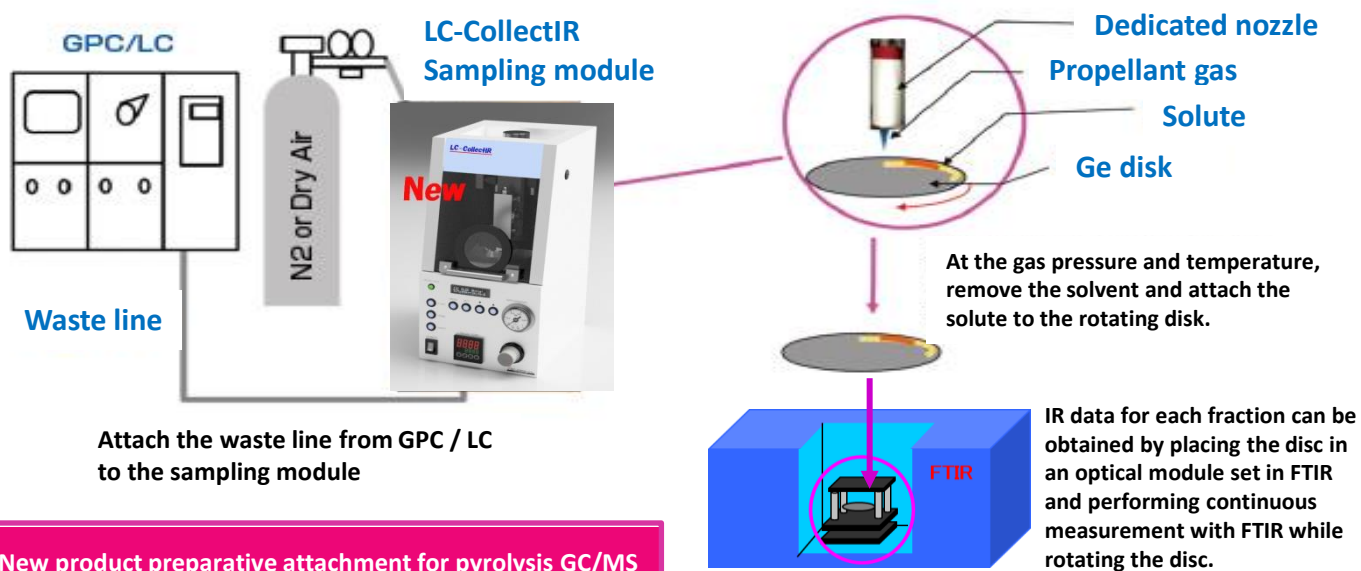 GPC/LC
N2 or Dry Air
LC-CollectIR
Sampling module
LC-CollectIR
New
Waste line
Attach the waste line from GPC / LC
to the sampling module
New product preparative attachment for pyrolysis GC/MS
Dedicated nozzle
Propellant gas
Solute
Ge disk
At the gas pressure and temperature,
remove the solvent and attach the
solute to the rotating disk.
FTIR
IR data for each fraction can be
obtained by placing the disc in
an optical module set in FTIR
and performing continuous
measurement with FTIR while
rotating the disc.